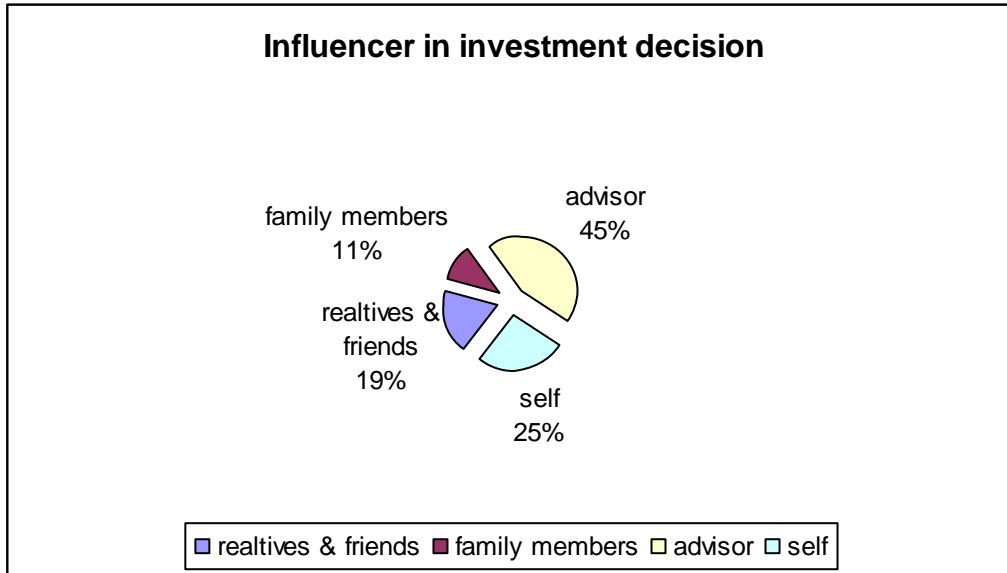 Influencer in investment decision
advisor
45%
family members
11%
realtives &
friends
19%
self
25%
realtives & friends family members advisor self